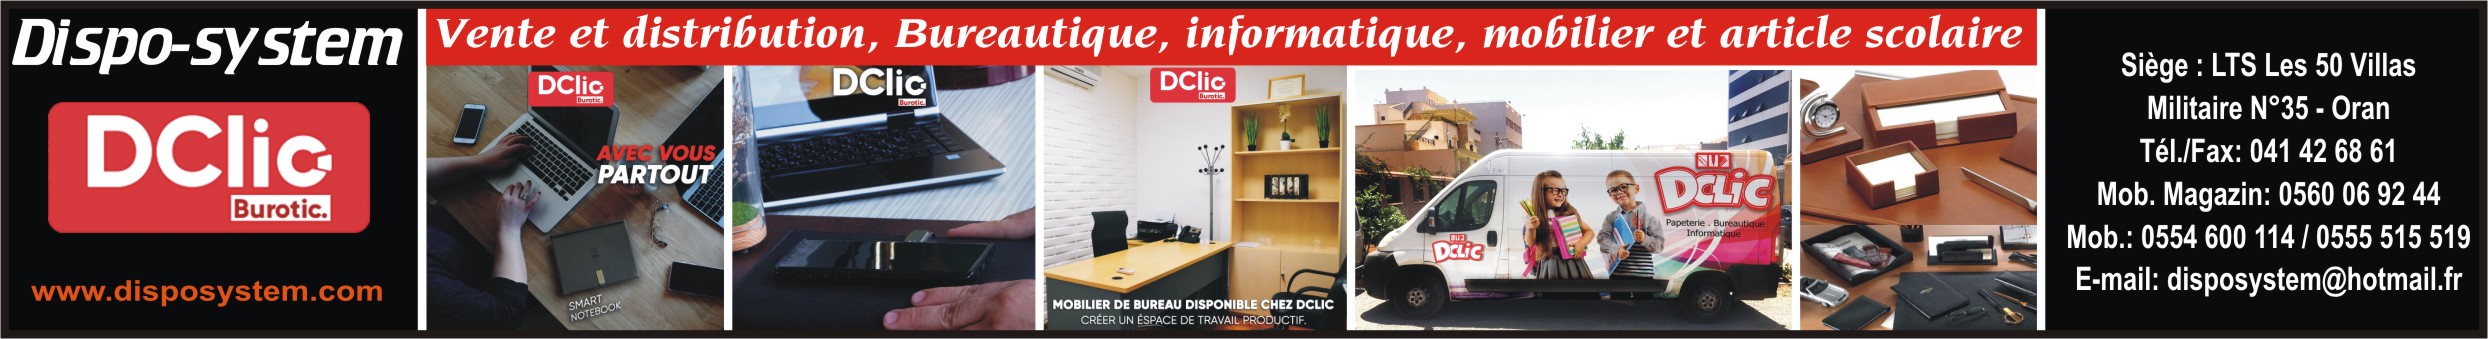 Dispo-system
DClic
Burotic.
www.disposystem.com
Vente et distribution, Bureautique, informatique, mobilier et article scolaire
DClic
Burotic.
AVEC VOUS
PARTOUT
SMART
NOTEBOOK
DClic
Burotic.
DClic
Burotic.
MOBILIER DE BUREAU DISPONIBLE CHEZ DCLIC
CRÉER UN ÉSPACE DE TRAVAIL PRODUCTIF.
DCLIC
Papeterie . Bureautique
Informatique
DCLIC
Siège : LTS Les 50 Villas
Militaire N°35 - Oran
Tél./Fax: 041 42 68 61
Mob. Magazin: 0560 06 92 44
Mob.: 0554 600 114 / 0555 515 519
E-mail: disposystem@hotmail.fr